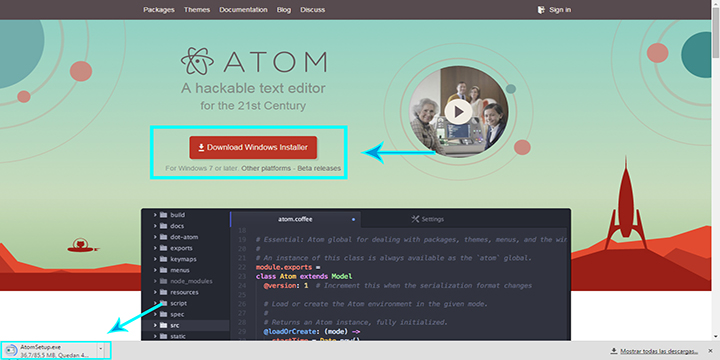 Packages Themes Documentation Blog Discuss Sign in
ATOM
A hackable text editor
for the 21st Century
Download Windows Installer
For Windows 7 or later. Other platforms - Beta releases
build
docs
dot-atom
exports
keymaps
menus
node_modules
resources
script
spec
src
static
atom.coffee Settings
18
19 # Essential: Atom global for dealing with packages, themes, menus, and the win
20 #
21 # An instance of this class is always available as the `atom` global.
22 module.exports =
23 class Atom extends Model
24 @version: 1 # Increment this when the serialization format changes
25
26 # Load or create the Atom environment in the given mode.
27 #
28 # Returns an Atom instance, fully initialized.
29 @loadOrCreate: (mode) ->
AtomSetup.exe
36,7/85,5 MB, Quedan 4...
Mostrar todas las descargas...